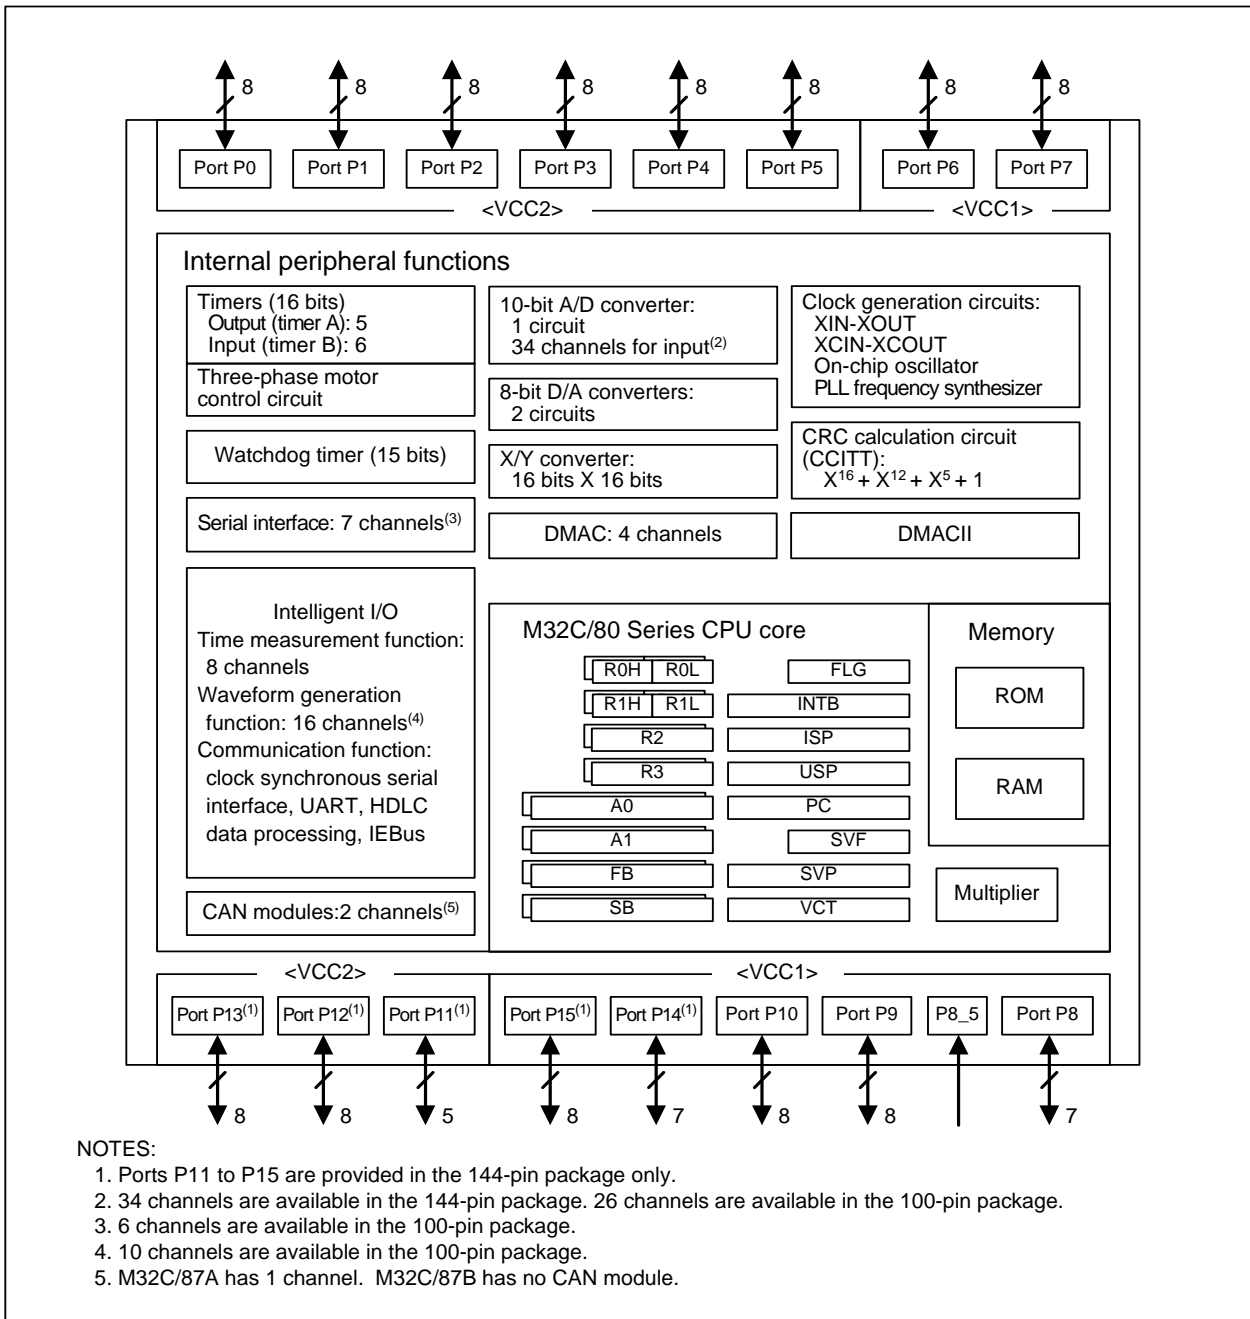 8 8 8 8 8 8 8 8
Port P0 Port P1 Port P2 Port P3 Port P4 Port P5 Port P6 Port P7
<VCC2> <VCC1>
Internal peripheral functions
Timers (16 bits)
Output (timer A): 5
Input (timer B): 6
Three-phase motor
control circuit
Watchdog timer (15 bits)
Serial interface: 7 channels(3)
Intelligent I/O
Time measurement function:
8 channels
Waveform generation
function: 16 channels(4)
Communication function:
clock synchronous serial
interface, UART, HDLC
data processing, IEBus
CAN modules:2 channels(5)
10-bit A/D converter:
1 circuit
34 channels for input(2)
8-bit D/A converters:
2 circuits
X/Y converter:
16 bits X 16 bits
DMAC: 4 channels
Clock generation circuits:
XIN-XOUT
XCIN-XCOUT
On-chip oscillator
PLL frequency synthesizer
CRC calculation circuit
(CCITT):
X16 + X12 + X5 + 1
DMACII
M32C/80 Series CPU core
R0H R0L FLG
R1H R1L INTB
R2 ISP
R3 USP
A0 PC
A1 SVF
FB SVP
SB VCT
Memory
ROM
RAM
Multiplier
<VCC2> <VCC1>
Port P13(1) Port P12(1) Port P11(1) Port P15(1) Port P14(1) Port P10 Port P9 P8_5 Port P8
8 8 5 8 7 8 8 7
NOTES:
1. Ports P11 to P15 are provided in the 144-pin package only.
2. 34 channels are available in the 144-pin package. 26 channels are available in the 100-pin package.
3. 6 channels are available in the 100-pin package.
4. 10 channels are available in the 100-pin package.
5. M32C/87A has 1 channel. M32C/87B has no CAN module.